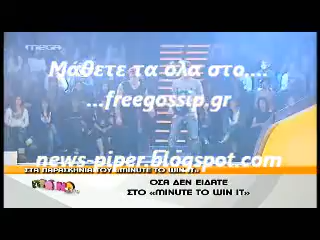 MEGA
Μάθετε τα όλα στο....
...freegossip.gr
news-piper.blogspot.com
ΣΤΑ ΠΑΡΑΣΚΗΝΙΑ ΤΟΥ «MINUTE TO WIN IT»
ΟΣΑ ΔΕΝ ΕΙΔΑΤΕ
ΣΤΟ «MINUTE TO WIN IT»